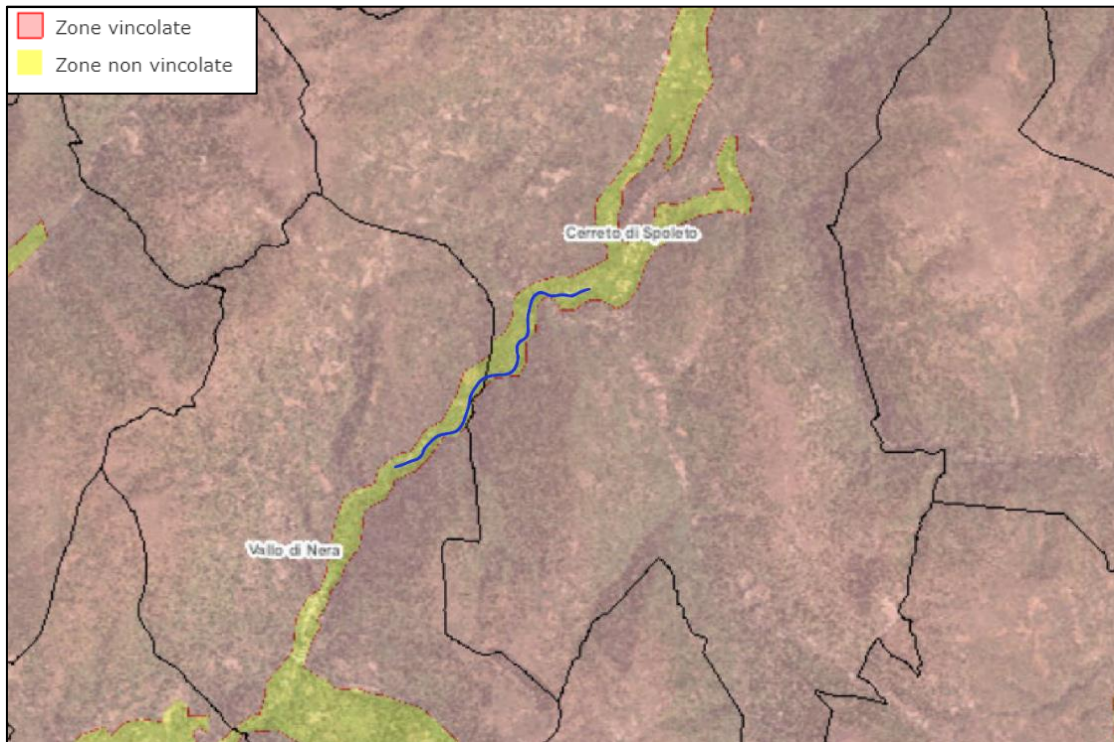 Zone vincolate
Zone non vincolate
Cerreto di Spoleto
Vallo di Nera